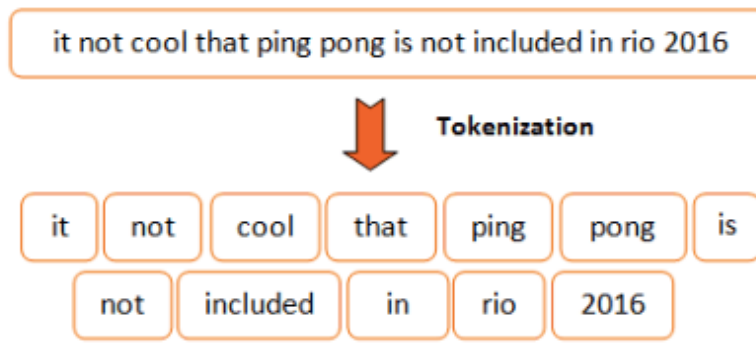 it not cool that ping pong is not included in rio 2016
Tokenization
it not cool that ping pong is
not included in rio 2016